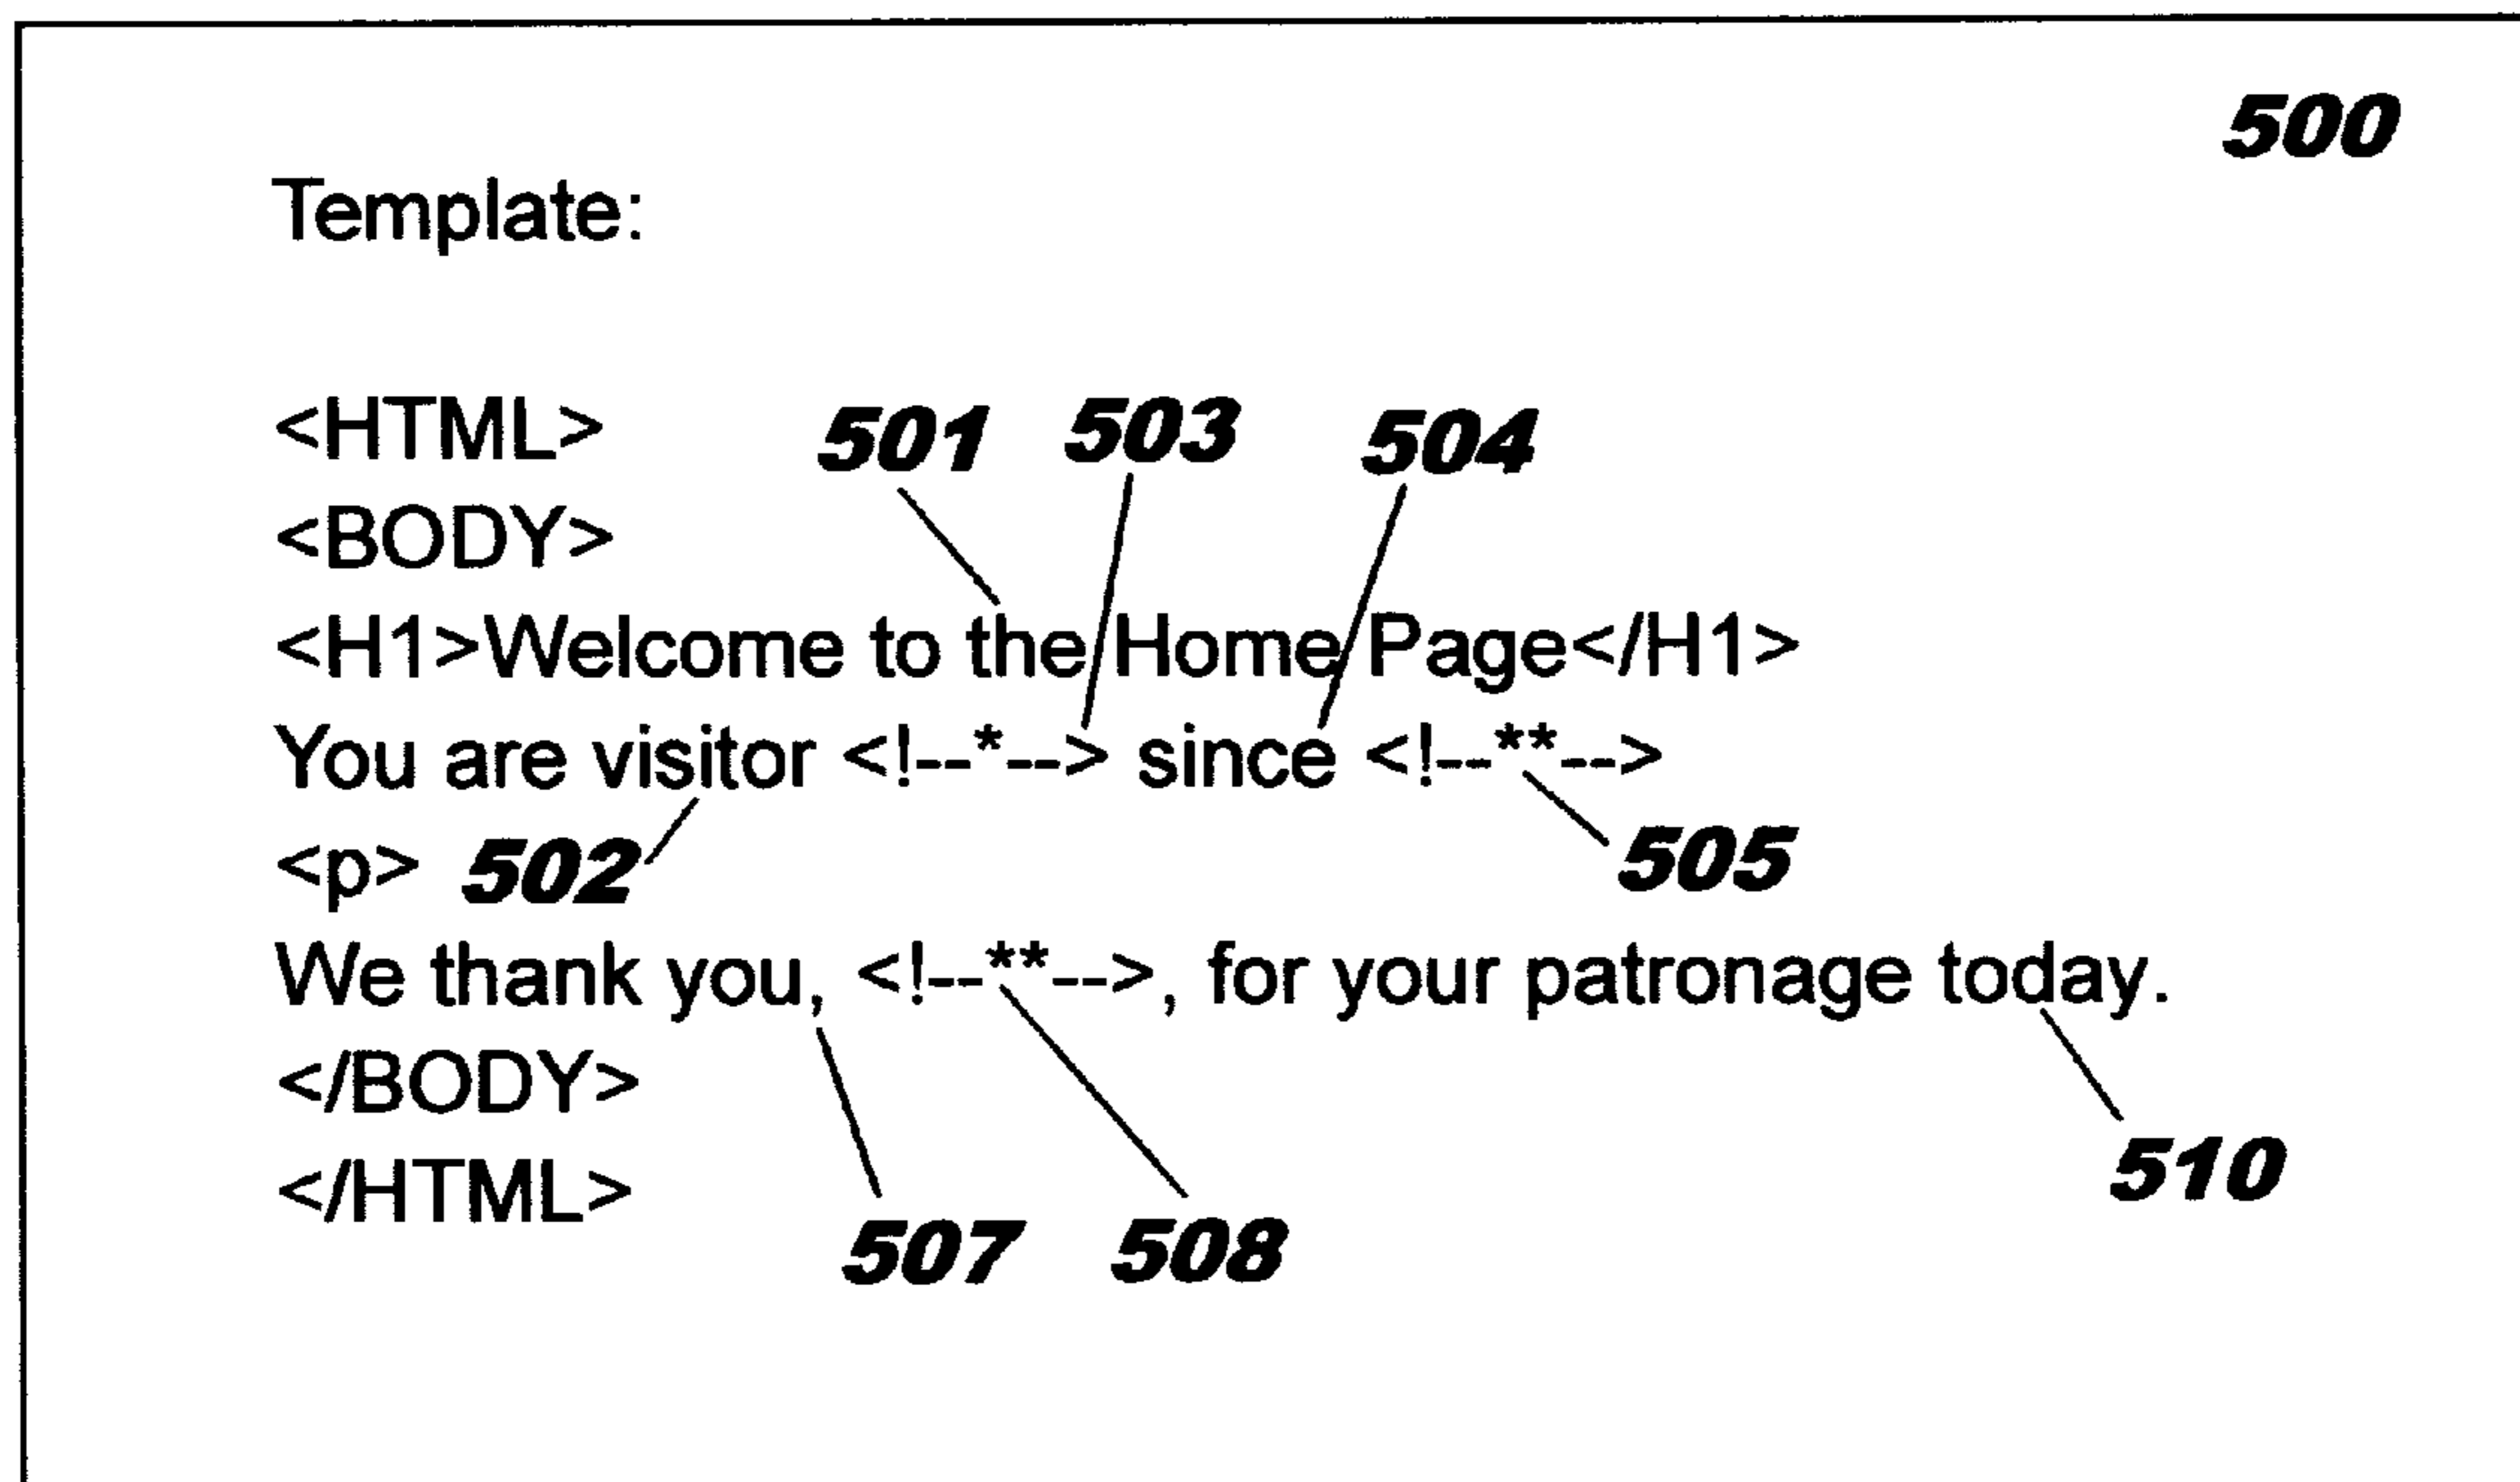 500
Template:
<HTML>
501 503 504
<BODY>
<H1>Welcome to the Home Page</H1>
You are visitor <!--*--> since <!--**-->
<p> 502 505
We thank you, <!--**-->, for your patronage today.
</BODY>
510
</HTML>
507 508